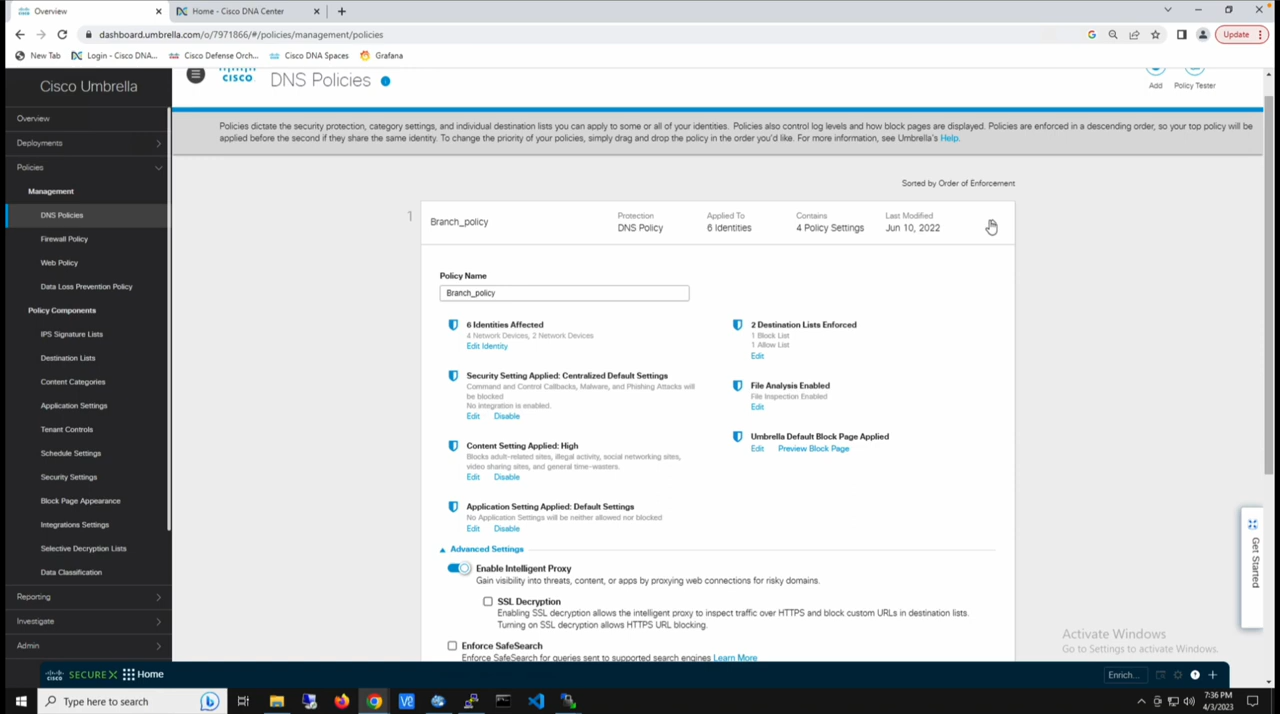 Overview
Home - Cisco DNA Center
dashboard.umbrella.com/o/7971866/#/policies/management/policies
Update
New Tab
Login - Cisco DNA...
Cisco Defense Orch...
Cisco DNA Spaces
Grafana
Cisco Umbrella
CISCO
DNS Policies
Add
Policy Tester
Overview
Deployments
Policies
Management
DNS Policies
Firewall Policy
Web Policy
Data Loss Prevention Policy
Policy Components
IPS Signature Lists
Destination Lists
Content Categories
Application Settings
Tenant Controls
Schedule Settings
Security Settings
Block Page Appearance
Integrations Settings
Selective Decryption Lists
Data Classification
Reporting
Investigate
Admin
Policies dictate the security protection, category settings, and individual destination lists you can apply to some or all of your identities. Policies also control log levels and how block pages are displayed. Policies are enforced in a descending order, so your top policy will
be applied before the second if they share the same identity. To change the priority of your policies, simply drag and drop the policy in the order you'd like. For more information, see Umbrella's Help.
Sorted by Order of Enforcement
1
Branch_policy
Protection
DNS Policy
Applied To
6 Identities
Contains
4 Policy Settings
Last Modified
Jun 10, 2022
Policy Name
Branch_policy
6 Identities Affected
4 Network Devices, 2 Network Devices
Edit Identity
Security Setting Applied: Centralized Default Settings
Command and Control Callbacks, Malware, and Phishing Attacks will
be blocked
No integration is enabled.
Edit Disable
Content Setting Applied: High
Blocks adult-related sites, illegal activity, social networking sites,
video sharing sites, and general time-wasters.
Edit Disable
Application Setting Applied: Default Settings
No Application Settings will be neither allowed nor blocked
Edit Disable
2 Destination Lists Enforced
1 Block List
1 Allow List
Edit
File Analysis Enabled
File Inspection Enabled
Edit
Umbrella Default Block Page Applied
Edit Preview Block Page
Advanced Settings
Enable Intelligent Proxy
Gain visibility into threats, content, or apps by proxying web connections for risky domains.
SSL Decryption
Enabling SSL decryption allows the intelligent proxy to inspect traffic over HTTPS and block custom URLs in destination lists.
Turning on SSL decryption allows HTTPS URL blocking.
Enforce SafeSearch
Enforce SafeSearch for queries sent to supported search engines Learn More
Get Started
Activate Windows
Go to Settings to activate Windows.
CISCO SECUREX Home
Enrich...
Type here to search
7:36 PM
4/3/2023